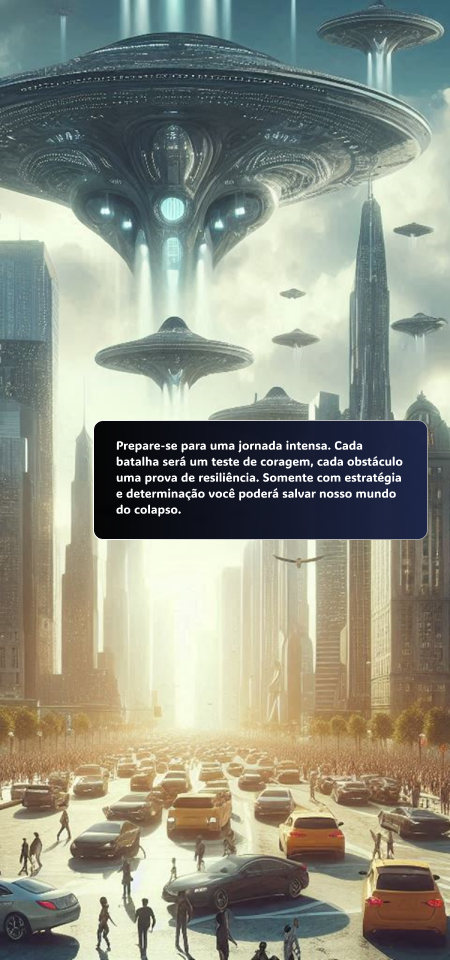 Prepare-se para uma jornada intensa. Cada
batalha será um teste de coragem, cada obstáculo
uma prova de resiliência. Somente com estratégia
e determinação você poderá salvar nosso mundo
do colapso.